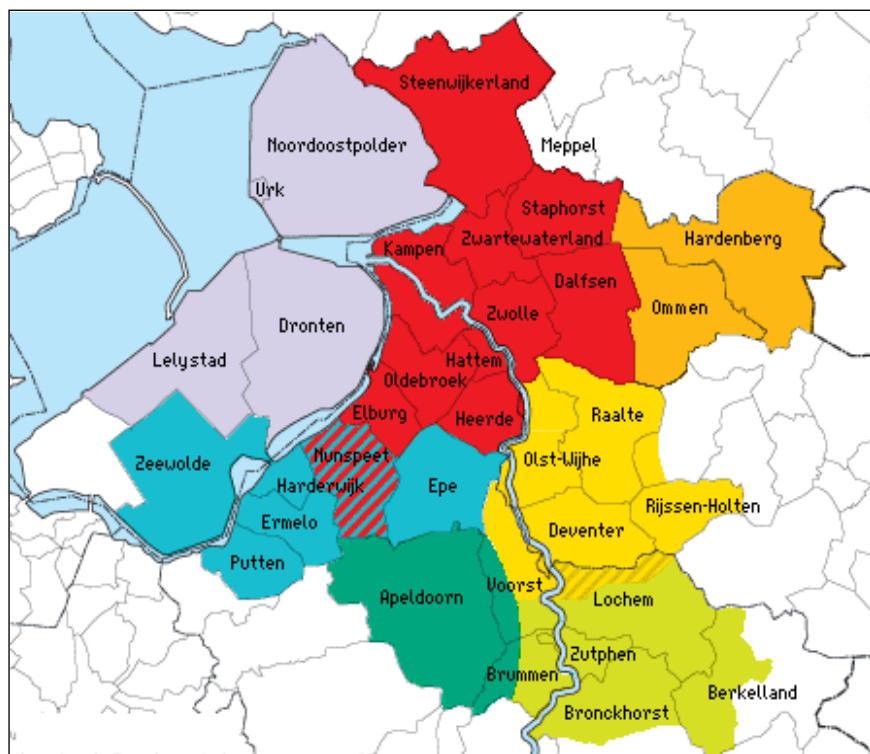 Steenwijkerland
Meppel
Noordoostpolder
Urk
Staphorst
Zwartewaterland
Hardenberg
Kampen
Dalfsen
Ommen
Zwolle
Dronten
Lelystad
Hattem
Oldebroek
Elburg
Heerde
Raalte
Nunspeet
Zeewolde
Olst-Wijhe
Harderwijk
Epe
Rijssen-Holten
Ermelo
Deventer
Putten
Voorst
Apeldoorn
Lochem
Zutphen
Brummen
Berkelland
Bronckhorst